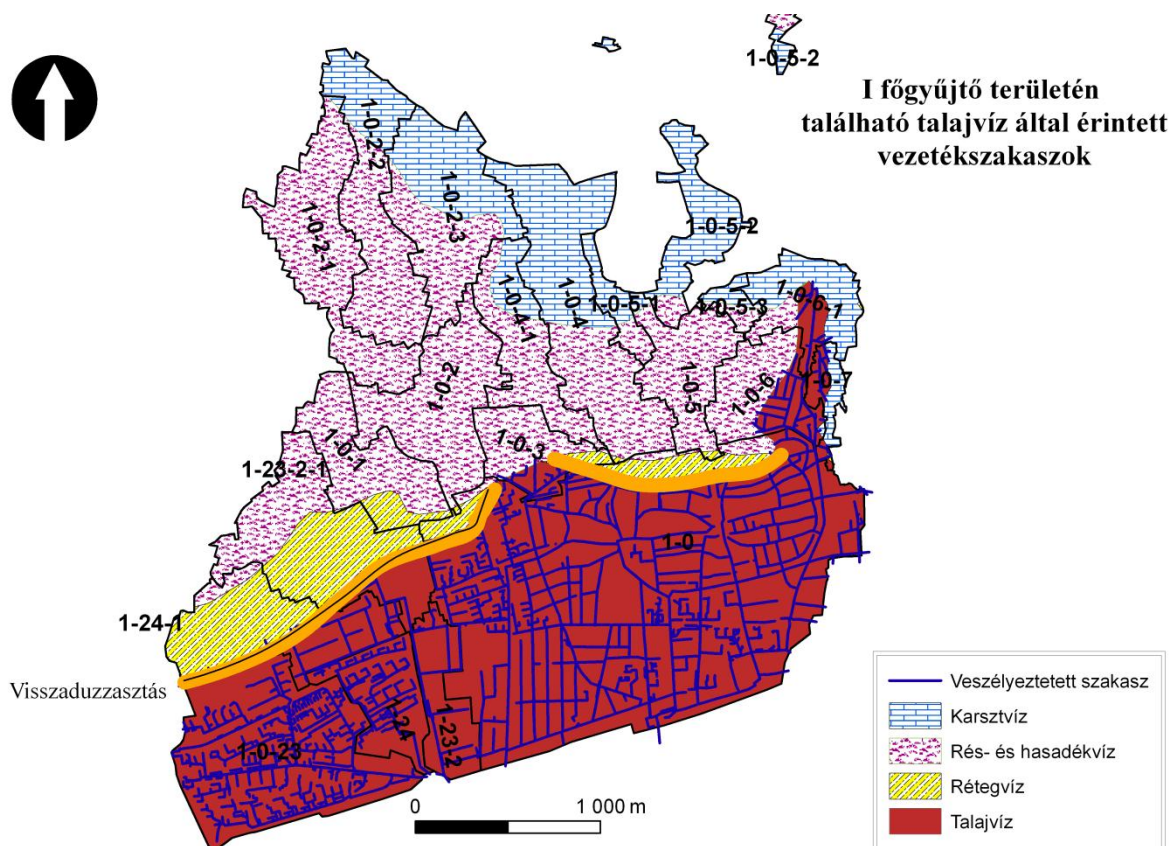 1-0-5-2
I főgyűjtő területén
található talajvíz által érintett
vezetékszakaszok
1-0-2-2
1-0-2-1
1-0-2-3
1-0-5-2
1-0-4-1
1-0-4
1-0-5-1
1-0-5-3
1-0-6-1
1-0-2
1-0-5
1-0-6
1-0-7
1-0-1
1-0-3
1-23-2-1
1-0
1-24-1
Visszaduzzasztás
1-0-23
1-24
1-23-2
0 1 000 m
Veszélyeztetett szakasz
Karsztvíz
Rés- és hasadékvíz
Rétegvíz
Talajvíz